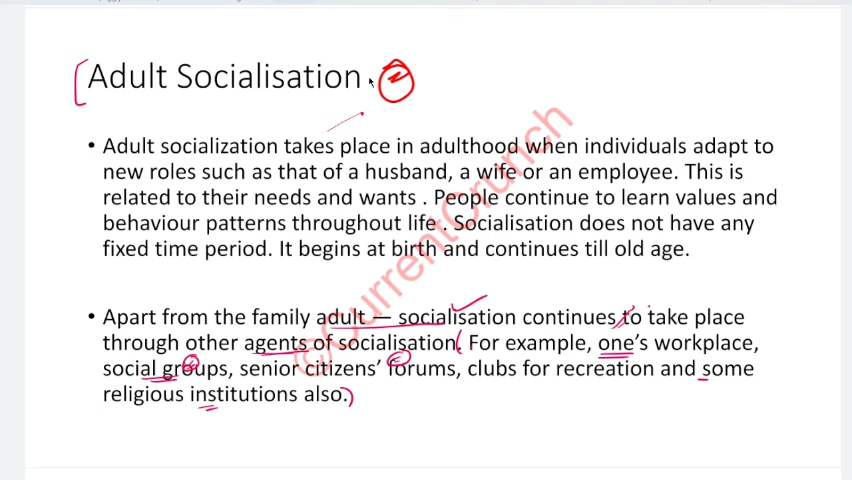 Adult Socialisation
• Adult socialization takes place in adulthood when individuals adapt to
new roles such as that of a husband, a wife or an employee. This is
related to their needs and wants . People continue to learn values and
behaviour patterns throughout life . Socialisation does not have any
fixed time period. It begins at birth and continues till old age.
• Apart from the family adult — socialisation continues to take place
through other agents of socialisation. For example, one's workplace,
social groups, senior citizens' forums, clubs for recreation and some
religious institutions also.
©CurrentCrunch